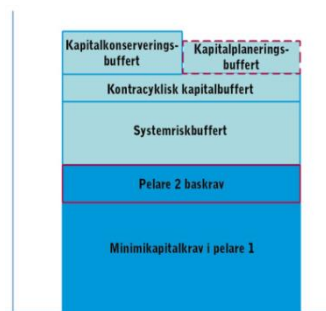 Kapitalkonserverings-
buffert
Kapitalplanerings-
buffert
Kontracyklisk kapitalbuffert
Systemriskbuffert
Pelare 2 baskrav
Minimikapitalkrav i pelare 1